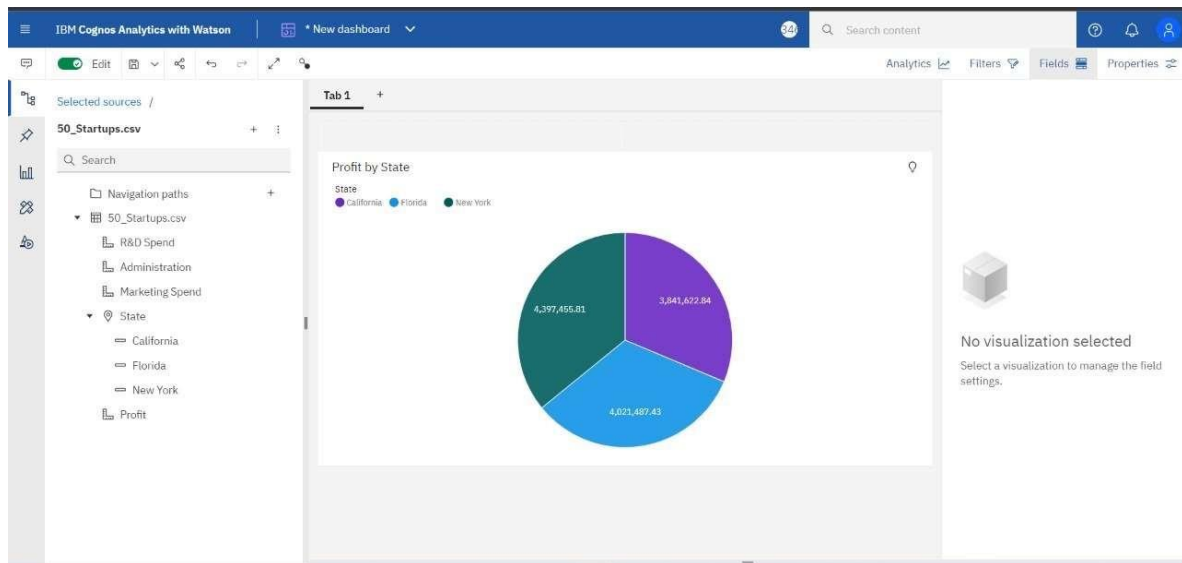 IBM Cognos Analytics with Watson
* New dashboard
Search content
Edit
Analytics
Filters
Fields
Properties
Selected sources /
50_Startups.csv
Search
Navigation paths
50_Startups.csv
R&D Spend
Administration
Marketing Spend
State
California
Florida
New York
Profit
Tab 1
Profit by State
State
California Florida New York
4,397,455.81
3,841,622.84
4,021,487.43
No visualization selected
Select a visualization to manage the field
settings.